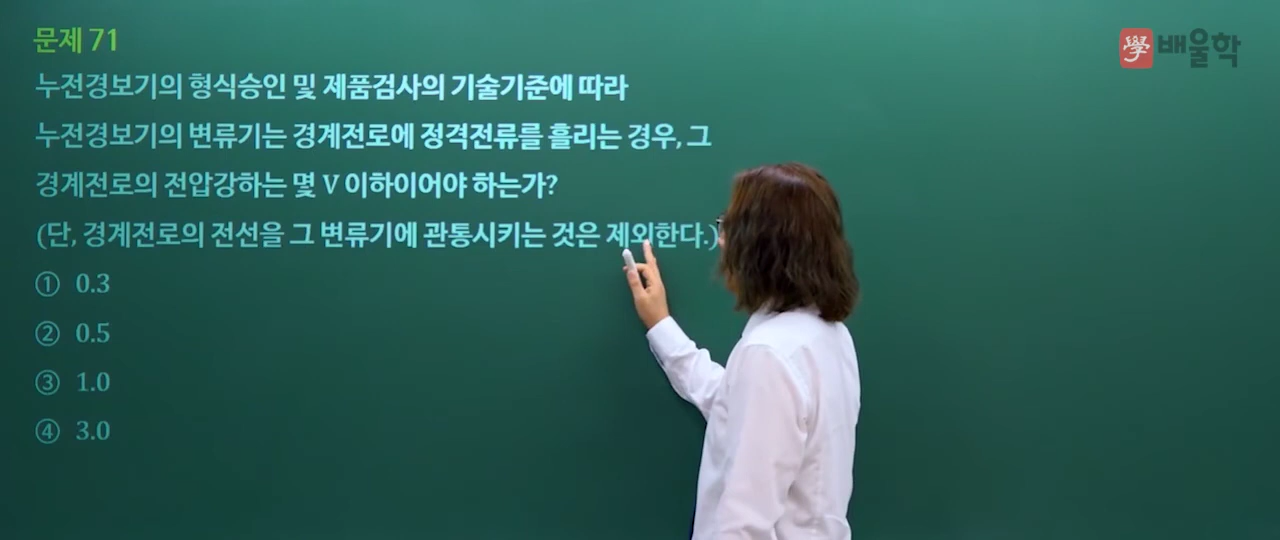 문제 71
學 배울학
누전경보기의 형식승인 및 제품검사의 기술기준에 따라
누전경보기의 변류기는 경계전로에 정격전류를 흘리는 경우, 그
경계전로의 전압강하는 몇 V 이하이어야 하는가?
(단, 경계전로의 전선을 그 변류기에 관통시키는 것은 제외한다.)
① 0.3
② 0.5
③ 1.0
④ 3.0